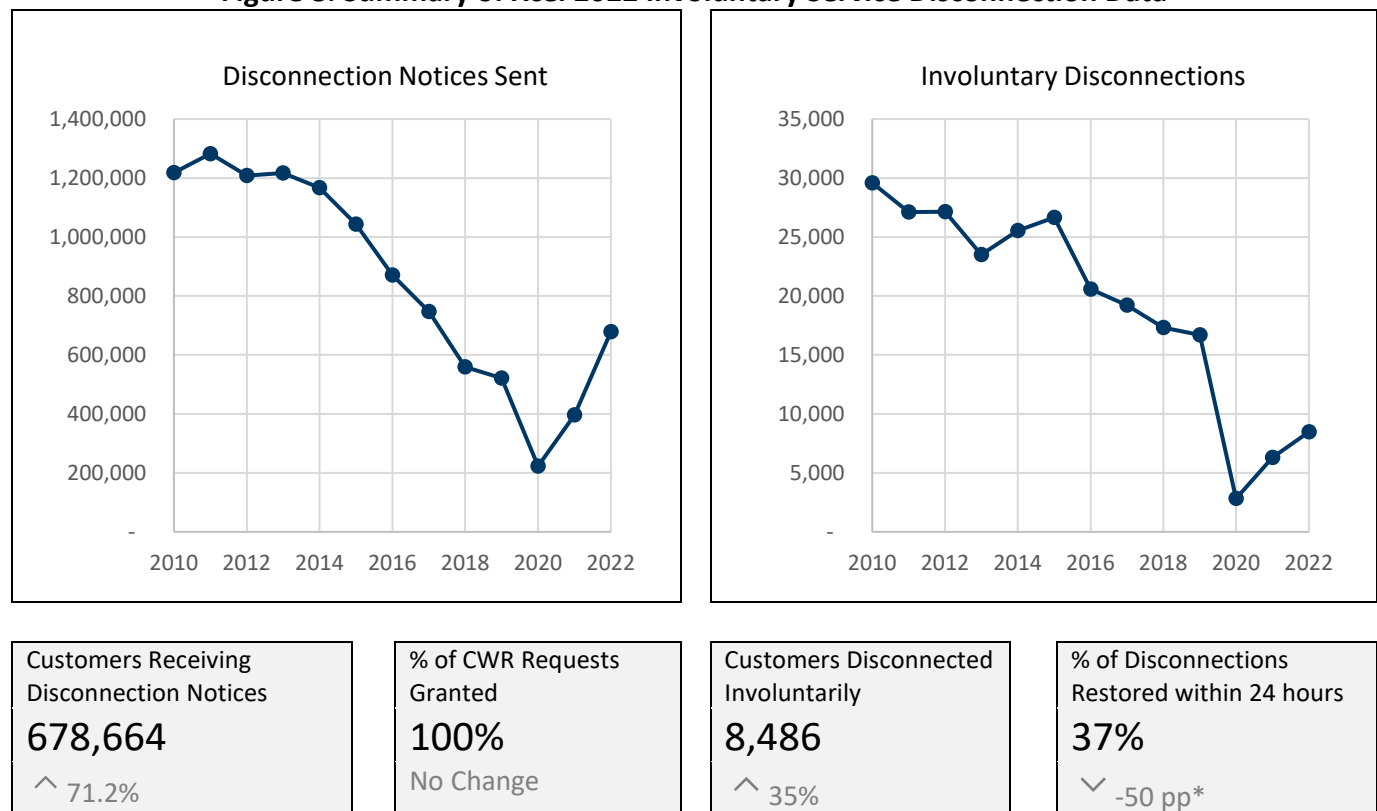 Disconnection Notices Sent
1,400,000
1,200,000
1,000,000
800,000
600,000
400,000
200,000
-
2010 2012 2014 2016 2018 2020 2022
Involuntary Disconnections
35,000
30,000
25,000
20,000
15,000
10,000
5,000
-
2010 2012 2014 2016 2018 2020 2022
Customers Receiving
Disconnection Notices
678,664
71.2%
% of CWR Requests
Granted
100%
No Change
Customers Disconnected
Involuntarily
8,486
35%
% of Disconnections
Restored within 24 hours
37%
-50 pp*